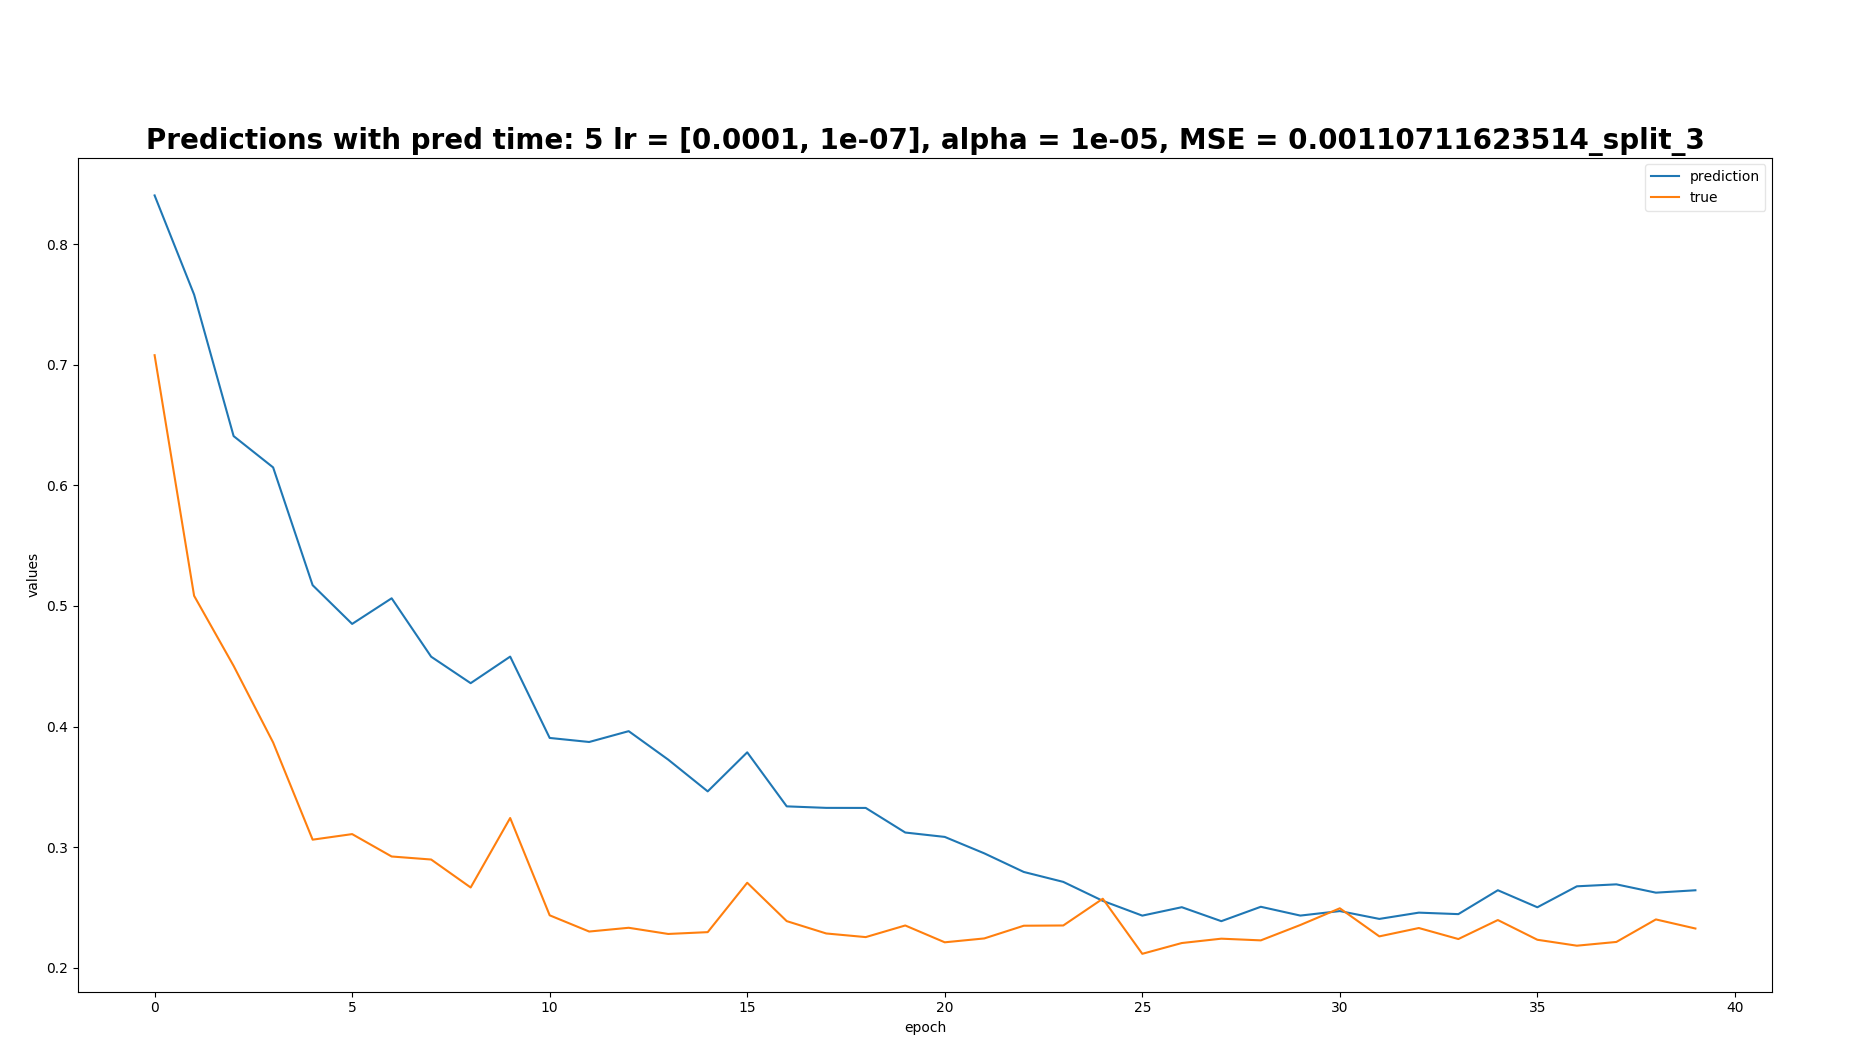 Predictions with pred time: 5 lr = [0.0001, 1e-07], alpha = 1e-05, MSE = 0.00110711623514_split_3
prediction
true
0.8
0.7
0.6
0.5
0.4
0.3
0.2
values
0 5 10 15 20 25 30 35 40
epoch